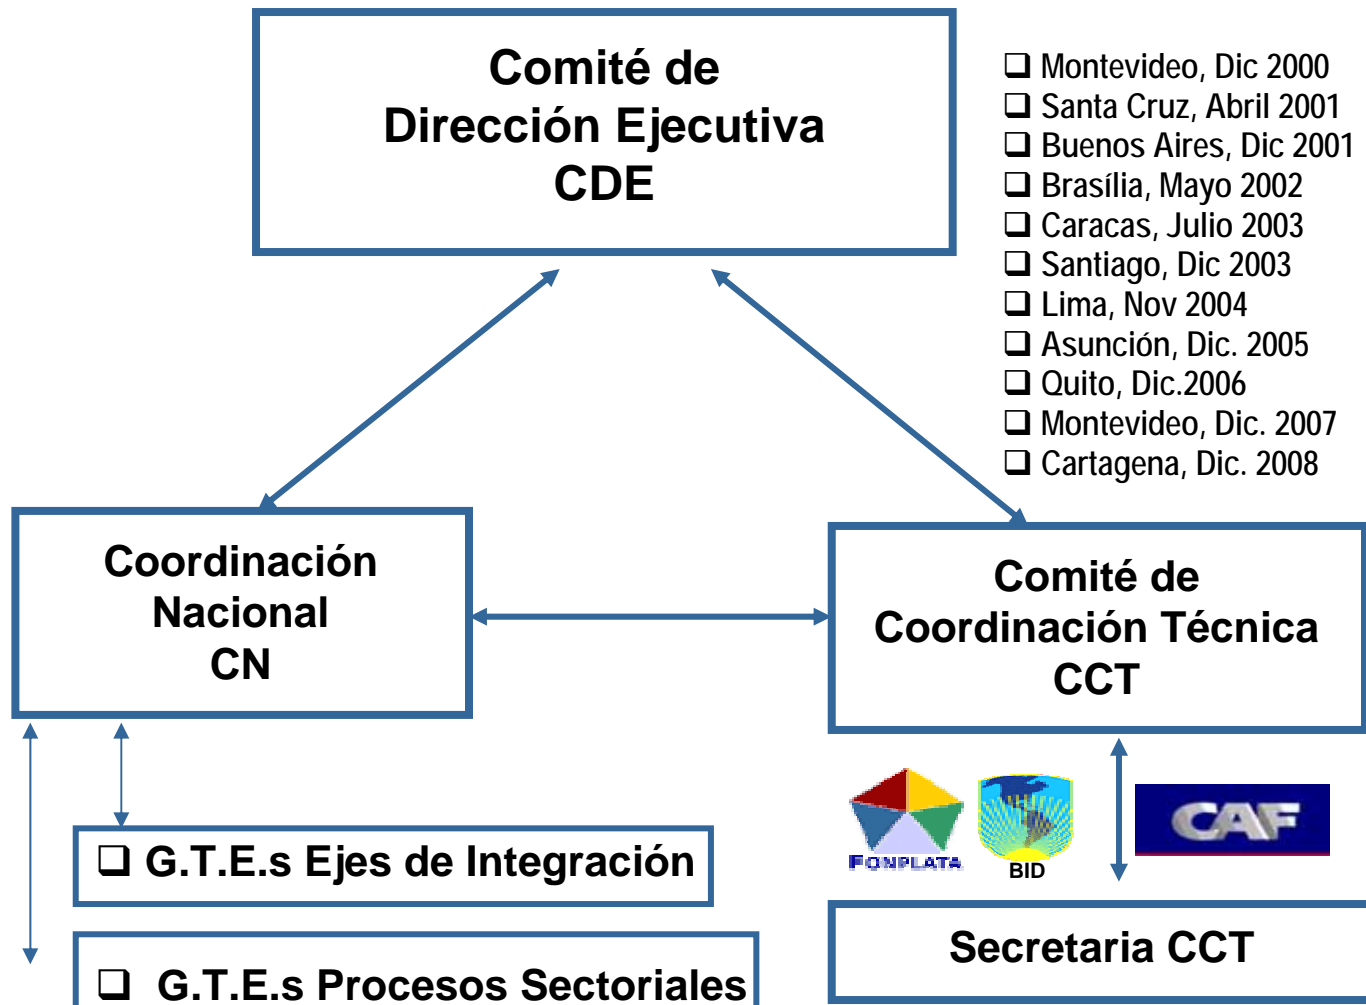 Comité de
Dirección Ejecutiva
CDE
❑ Montevideo, Dic 2000
❑ Santa Cruz, Abril 2001
❑ Buenos Aires, Dic 2001
❑ Brasília, Mayo 2002
❑ Caracas, Julio 2003
❑ Santiago, Dic 2003
❑ Lima, Nov 2004
❑ Asunción, Dic. 2005
❑ Quito, Dic.2006
❑ Montevideo, Dic. 2007
❑ Cartagena, Dic. 2008
Coordinación
Nacional
CN
Comité de
Coordinación Técnica
CCT
FONPLATA
BID
CAF
❑ G.T.E.s Ejes de Integración
❑ G.T.E.s Procesos Sectoriales
Secretaria CCT